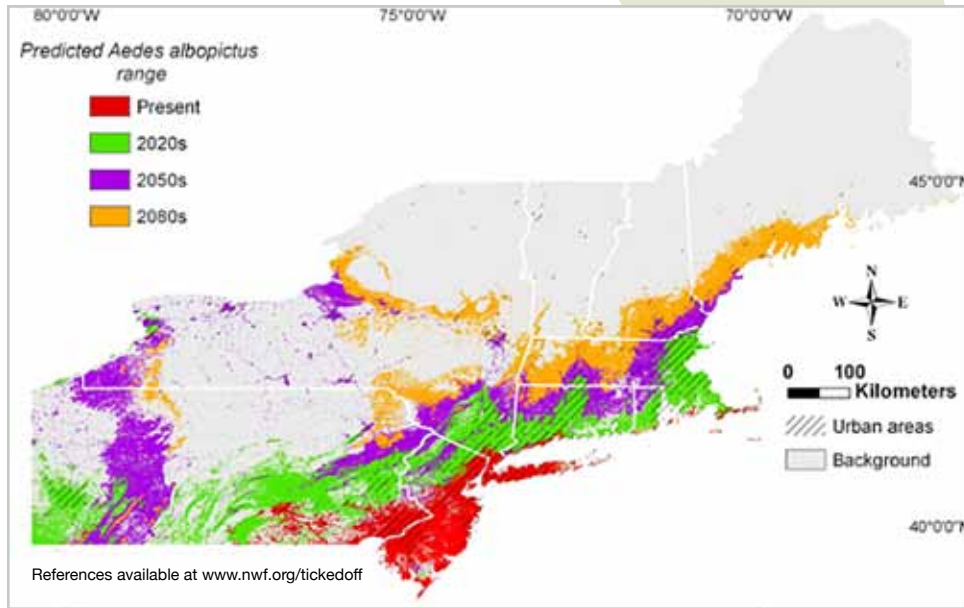 80°0'0"W
75°0'0"W
70°0'0"W
Predicted Aedes albopictus
range
Present
2020s
2050s
2080s
45°0'0"N
N
W E
S
0 100
Kilometers
Urban areas
Background
40°0'0"N
References available at www.nwf.org/tickedoff